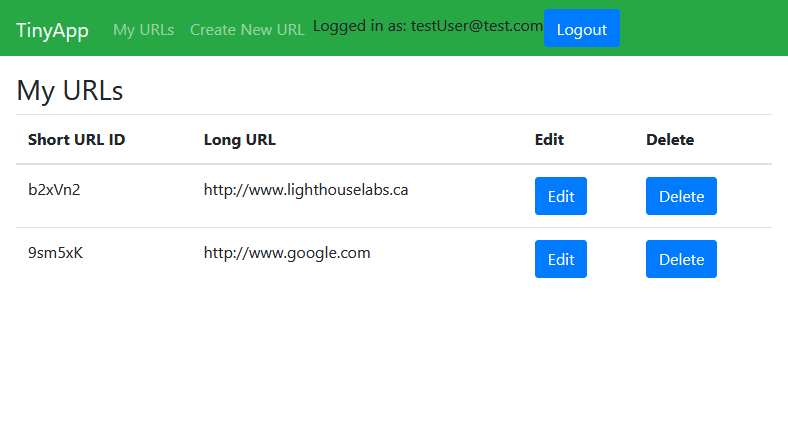 TinyApp My URLs Create New URL Logged in as: testUser@test.com Logout
My URLs
Short URL ID Long URL Edit Delete
b2xVn2 http://www.lighthouselabs.ca Edit Delete
9sm5xK http://www.google.com Edit Delete